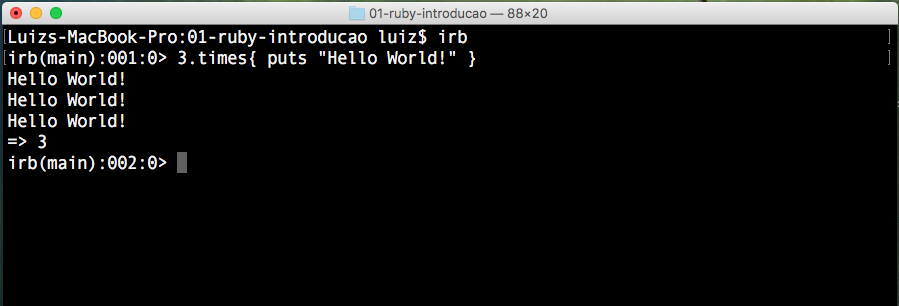 01-ruby-introducao — 88×20
[Luizs-MacBook-Pro:01-ruby-introducao luiz$ irb ]
[irb(main):001:0> 3.times{ puts "Hello World!" } ]
Hello World!
Hello World!
Hello World!
=> 3
irb(main):002:0>